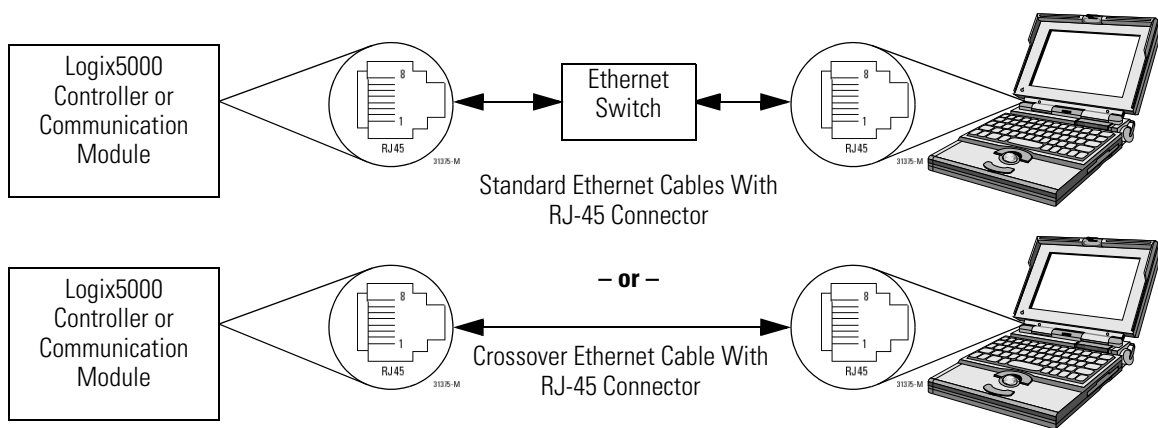 Logix5000
Controller or
Communication
Module
8
1
RJ45
31375-M
Ethernet
Switch
8
1
RJ45
31375-M
Standard Ethernet Cables With
RJ-45 Connector
– or –
Logix5000
Controller or
Communication
Module
8
1
RJ45
31375-M
Crossover Ethernet Cable With
RJ-45 Connector
8
1
RJ45
31375-M